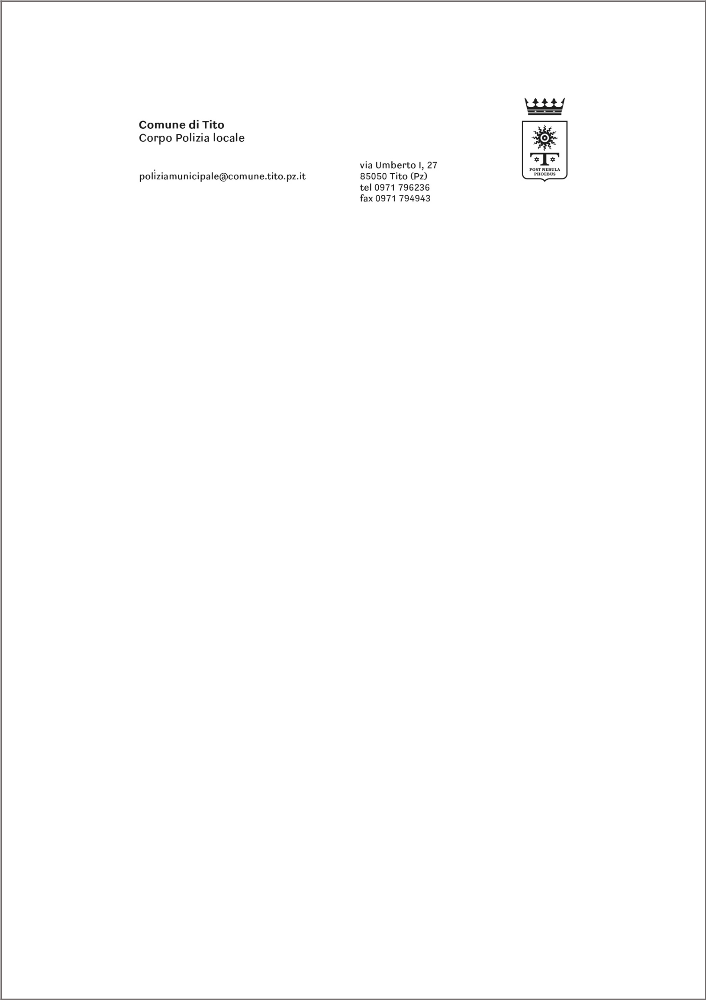 Comune di Tito
Corpo Polizia locale
poliziamunicipale@comune.tito.pz.it
via Umberto I, 27
85050 Tito (Pz)
tel 0971 796236
fax 0971 794943
T
POST NEBULA
PHOEBUS